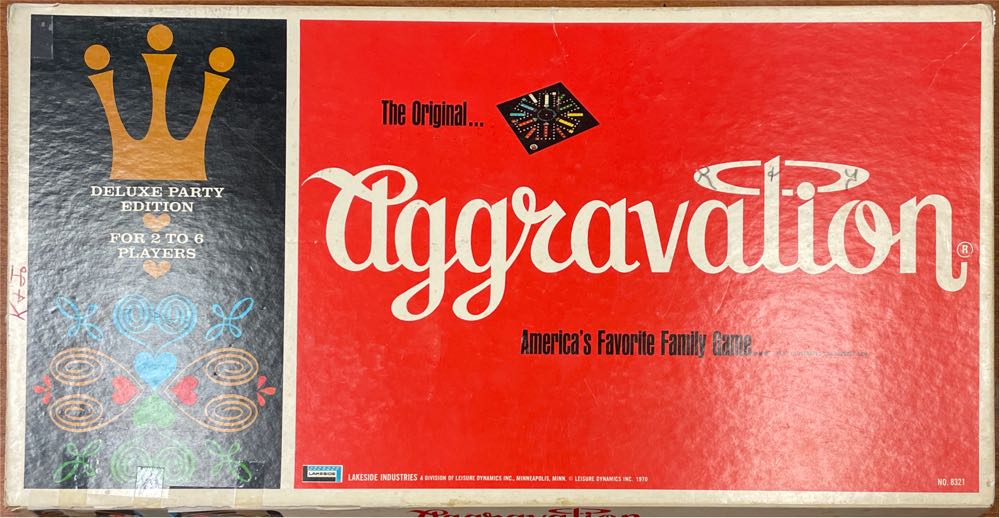 DELUXE PARTY
EDITION
FOR 2 TO 6
PLAYERS
K + J
The Original...
R & Y
Aggravation ®
America's Favorite Family Game...
LAKESIDE
LAKESIDE INDUSTRIES A DIVISION OF LEISURE DYNAMICS INC., MINNEAPOLIS, MINN. © LEISURE DYNAMICS INC. 1970
NO. 8321
Aggravation